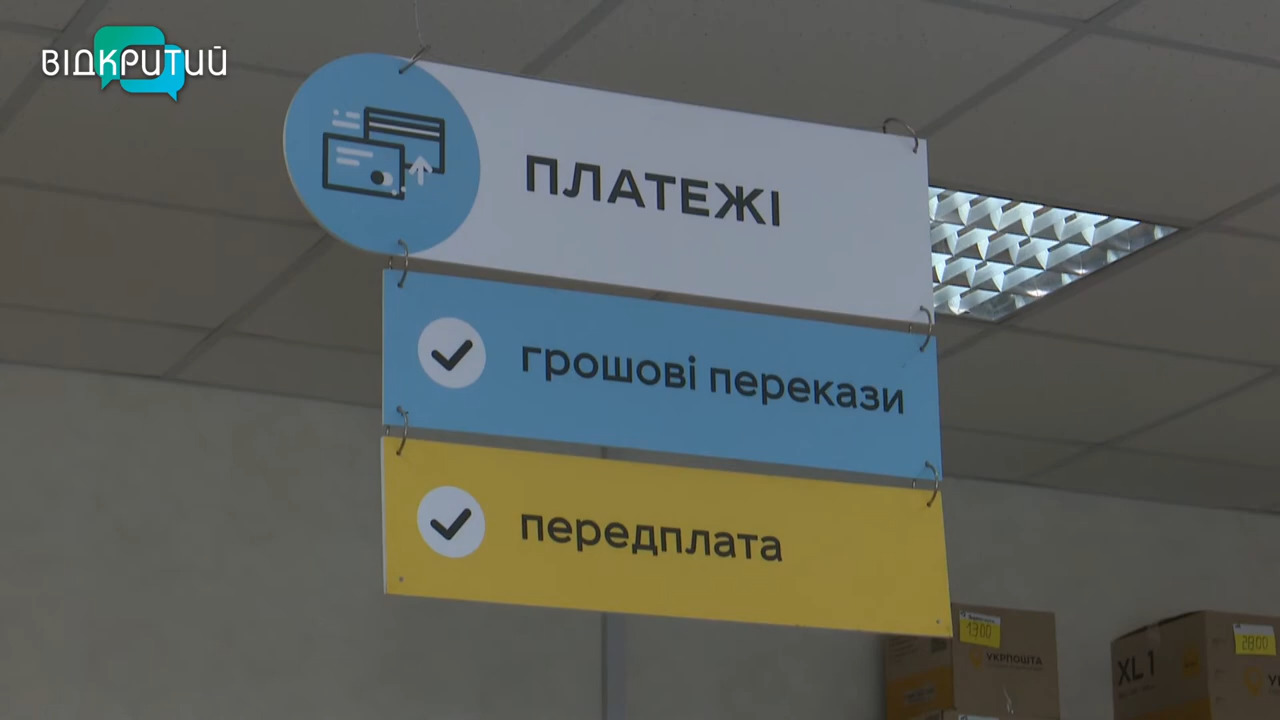 ВІДКРИТИЙ
ПЛАТЕЖІ
грошові перекази
передплата
13.00
УКРПОШТА
XL 1
28.00